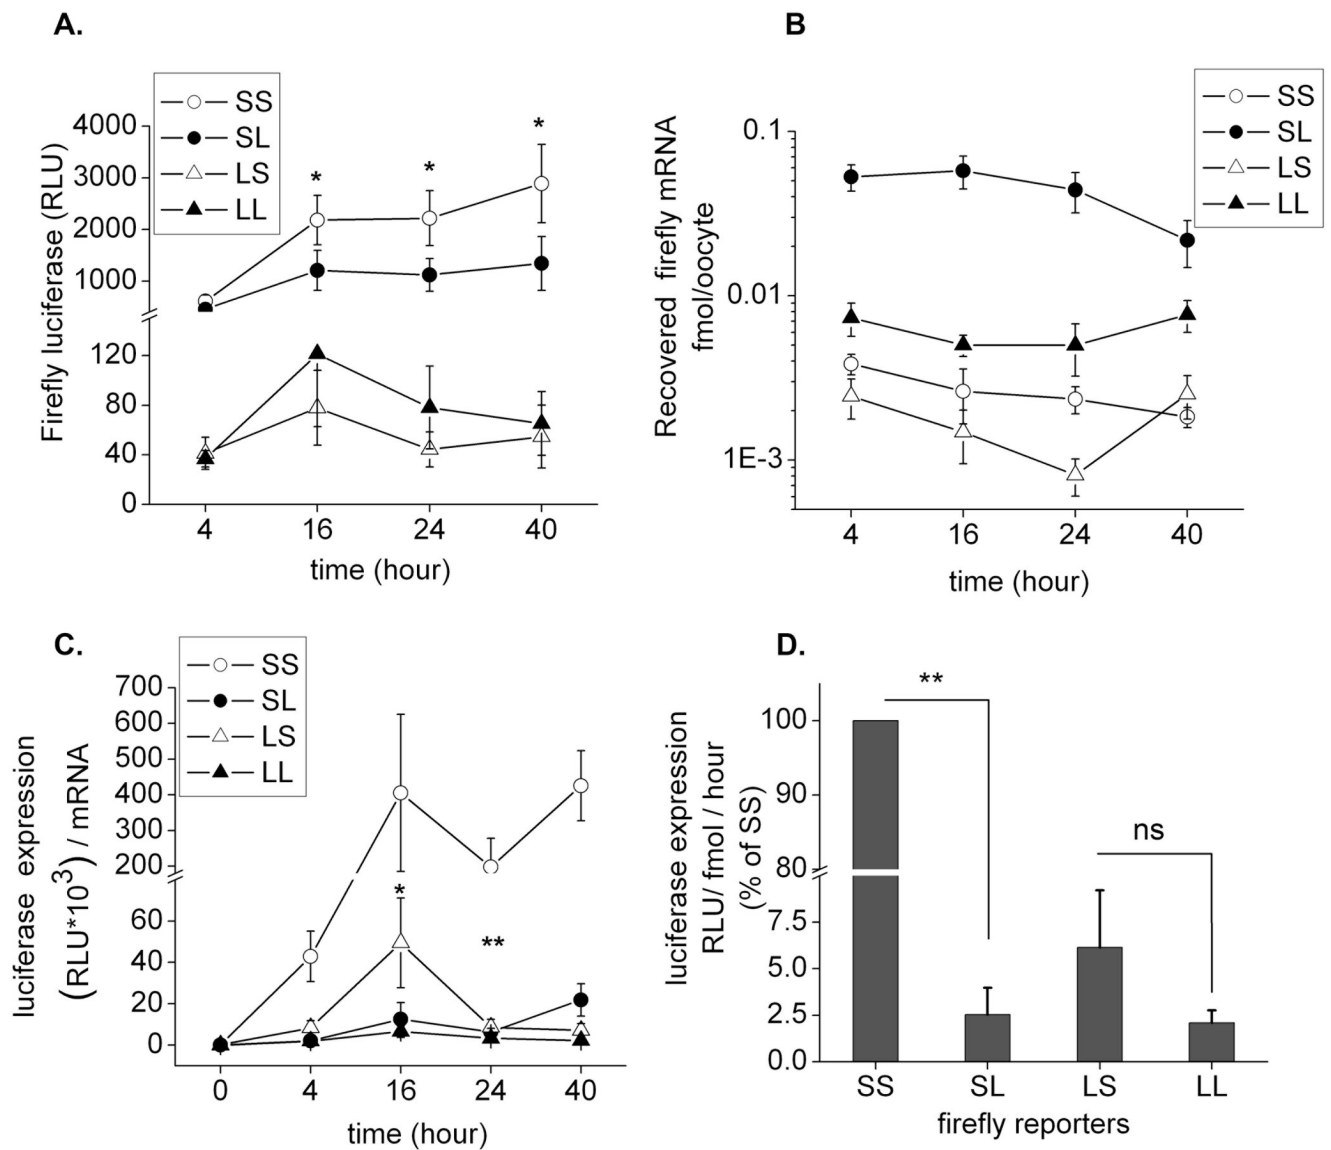 A.
SS
SL
LS
LL
4000
3000
2000
1000
120
80
40
0
Firefly luciferase (RLU)
*
*
*
4
16
24
40
time (hour)
B
SS
SL
LS
LL
0.1
0.01
1E-3
Recovered firefly mRNA
fmol/oocyte
4
16
24
40
time (hour)
C.
SS
SL
LS
LL
700
600
500
400
300
200
60
40
20
0
luciferase expression
(RLU*10³) / mRNA
*
**
0
4
16
24
40
time (hour)
D.
**
ns
100
90
80
7.5
5.0
2.5
0.0
luciferase expression
RLU/ fmol / hour
(% of SS)
SS
SL
LS
LL
firefly reporters